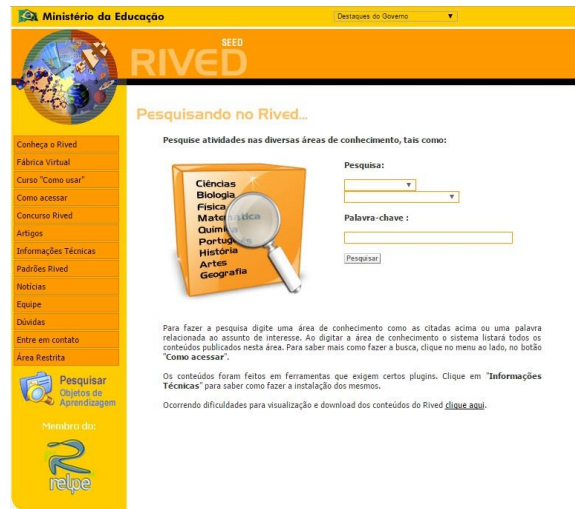 Ministério da Educação
Destaques do Governo
SEED
RIVED
Pesquisando no Rived...
Pesquise atividades nas diversas áreas de conhecimento, tais como:
Conheça o Rived
Fábrica Virtual
Curso "Como usar"
Como acessar
Concurso Rived
Artigos
Informações Técnicas
Padrões Rived
Notícias
Equipe
Dúvidas
Entre em contato
Área Restrita
Pesquisar
Objetos de
Aprendizagem
Membro da:
relpe
Ciências
Biologia
Física
Matemática
Química
Português
História
Artes
Geografia
Pesquisa:
Palavra-chave :
Pesquisar
Para fazer a pesquisa digite uma área de conhecimento como as citadas acima ou uma palavra
relacionada ao assunto de interesse. Ao digitar a área de conhecimento o sistema listará todos os
conteúdos publicados nesta área. Para saber mais como fazer a busca, clique no menu ao lado, no botão
"Como acessar".
Os conteúdos foram feitos em ferramentas que exigem certos plugins. Clique em "Informações
Técnicas" para saber como fazer a instalação dos mesmos.
Ocorrendo dificuldades para visualização e download dos conteúdos do Rived clique aqui.